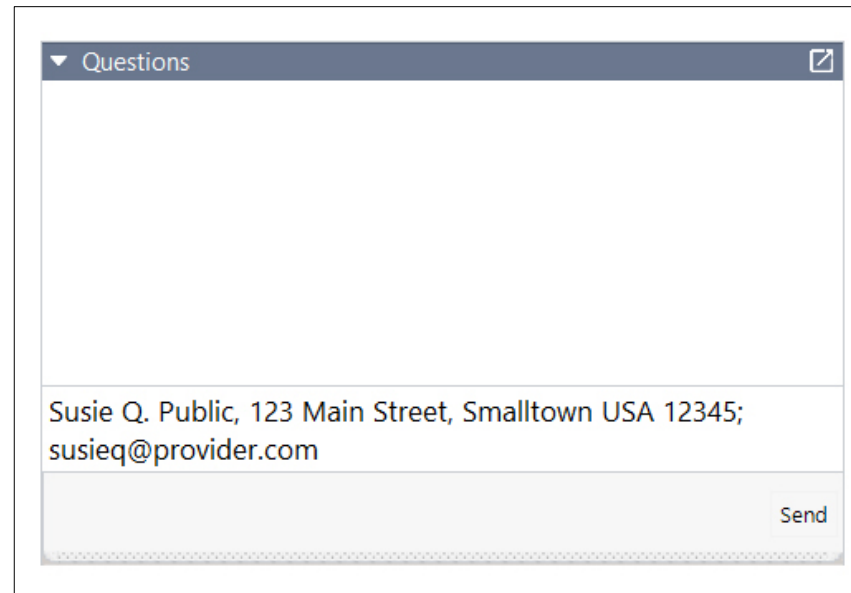 Questions
Susie Q. Public, 123 Main Street, Smalltown USA 12345;
susieq@provider.com
Send